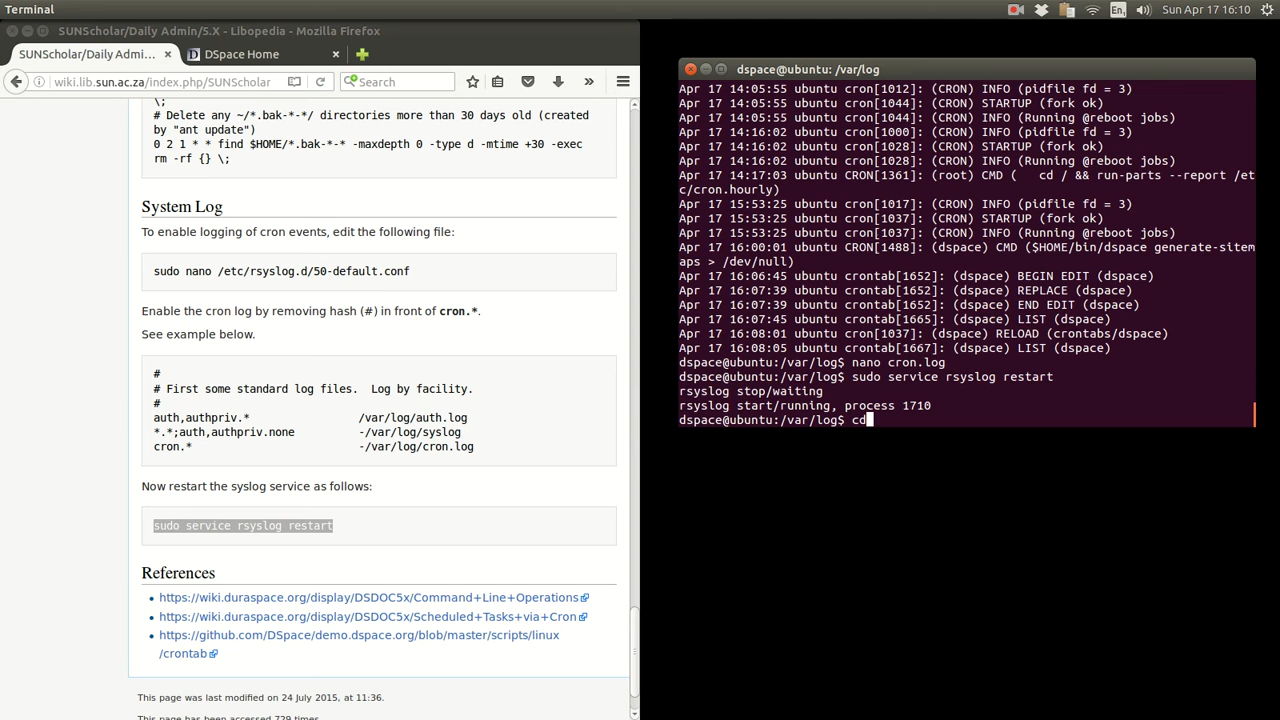 Terminal
En
Sun Apr 17 16:10
SUNScholar/Daily Admin/5.X - Libopedia - Mozilla Firefox
SUNScholar/Daily Admi...
DSpace Home
wiki.lib.sun.ac.za/index.php/SUNScholar
Search
\;
# Delete any ~/*.bak-*-*/ directories more than 30 days old (created
by "ant update")
0 2 1 * * find $HOME/*.bak-*-* -maxdepth 0 -type d -mtime +30 -exec
rm -rf {} \;
System Log
To enable logging of cron events, edit the following file:
sudo nano /etc/rsyslog.d/50-default.conf
Enable the cron log by removing hash (#) in front of cron.*.
See example below.
#
# First some standard log files.  Log by facility.
#
auth,authpriv.* /var/log/auth.log
*.*;auth,authpriv.none -/var/log/syslog
cron.* -/var/log/cron.log
Now restart the syslog service as follows:
sudo service rsyslog restart
References
https://wiki.duraspace.org/display/DSDOC5x/Command+Line+Operations
https://wiki.duraspace.org/display/DSDOC5x/Scheduled+Tasks+via+Cron
https://github.com/DSpace/demo.dspace.org/blob/master/scripts/linux
/crontab
This page was last modified on 24 July 2015, at 11:36.
This page has been accessed 729 times.
dspace@ubuntu: /var/log
Apr 17 14:05:55 ubuntu cron[1012]: (CRON) INFO (pidfile fd = 3)
Apr 17 14:05:55 ubuntu cron[1044]: (CRON) STARTUP (fork ok)
Apr 17 14:05:55 ubuntu cron[1044]: (CRON) INFO (Running @reboot jobs)
Apr 17 14:16:02 ubuntu cron[1000]: (CRON) INFO (pidfile fd = 3)
Apr 17 14:16:02 ubuntu cron[1028]: (CRON) STARTUP (fork ok)
Apr 17 14:16:02 ubuntu cron[1028]: (CRON) INFO (Running @reboot jobs)
Apr 17 14:17:03 ubuntu CRON[1361]: (root) CMD (   cd / && run-parts --report /et
c/cron.hourly)
Apr 17 15:53:25 ubuntu cron[1017]: (CRON) INFO (pidfile fd = 3)
Apr 17 15:53:25 ubuntu cron[1037]: (CRON) STARTUP (fork ok)
Apr 17 15:53:25 ubuntu cron[1037]: (CRON) INFO (Running @reboot jobs)
Apr 17 16:00:01 ubuntu CRON[1488]: (dspace) CMD ($HOME/bin/dspace generate-sitem
aps > /dev/null)
Apr 17 16:06:45 ubuntu crontab[1652]: (dspace) BEGIN EDIT (dspace)
Apr 17 16:07:39 ubuntu crontab[1652]: (dspace) REPLACE (dspace)
Apr 17 16:07:39 ubuntu crontab[1652]: (dspace) END EDIT (dspace)
Apr 17 16:07:45 ubuntu crontab[1665]: (dspace) LIST (dspace)
Apr 17 16:08:01 ubuntu cron[1037]: (dspace) RELOAD (crontabs/dspace)
Apr 17 16:08:05 ubuntu crontab[1667]: (dspace) LIST (dspace)
dspace@ubuntu:/var/log$ nano cron.log
dspace@ubuntu:/var/log$ sudo service rsyslog restart
rsyslog stop/waiting
rsyslog start/running, process 1710
dspace@ubuntu:/var/log$ cd